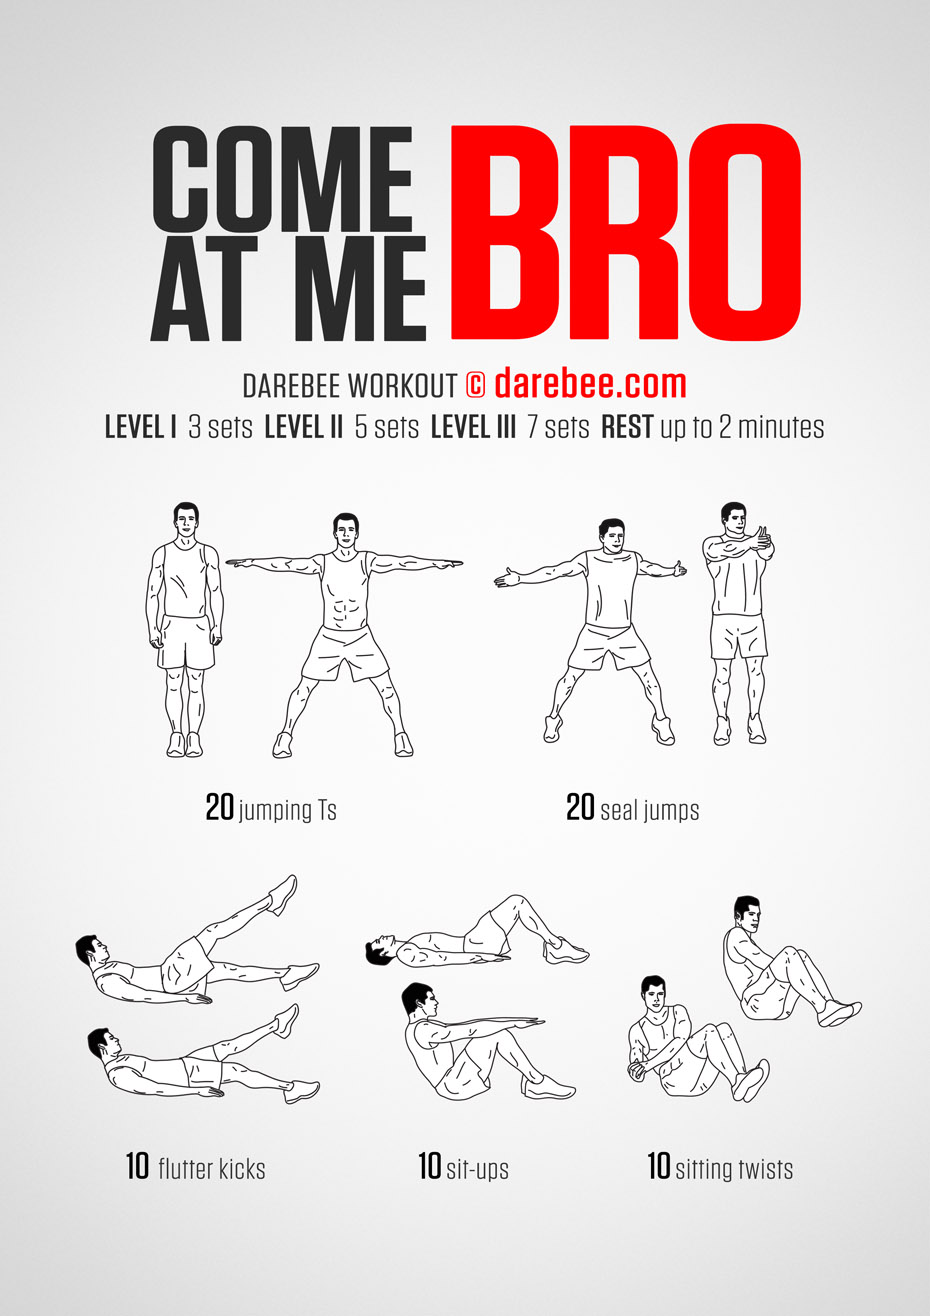 COME
AT ME
BRO
DAREBEE WORKOUT © darebee.com
LEVEL I 3 sets LEVEL II 5 sets LEVEL III 7 sets REST up to 2 minutes
20 jumping Ts
20 seal jumps
10 flutter kicks
10 sit-ups
10 sitting twists